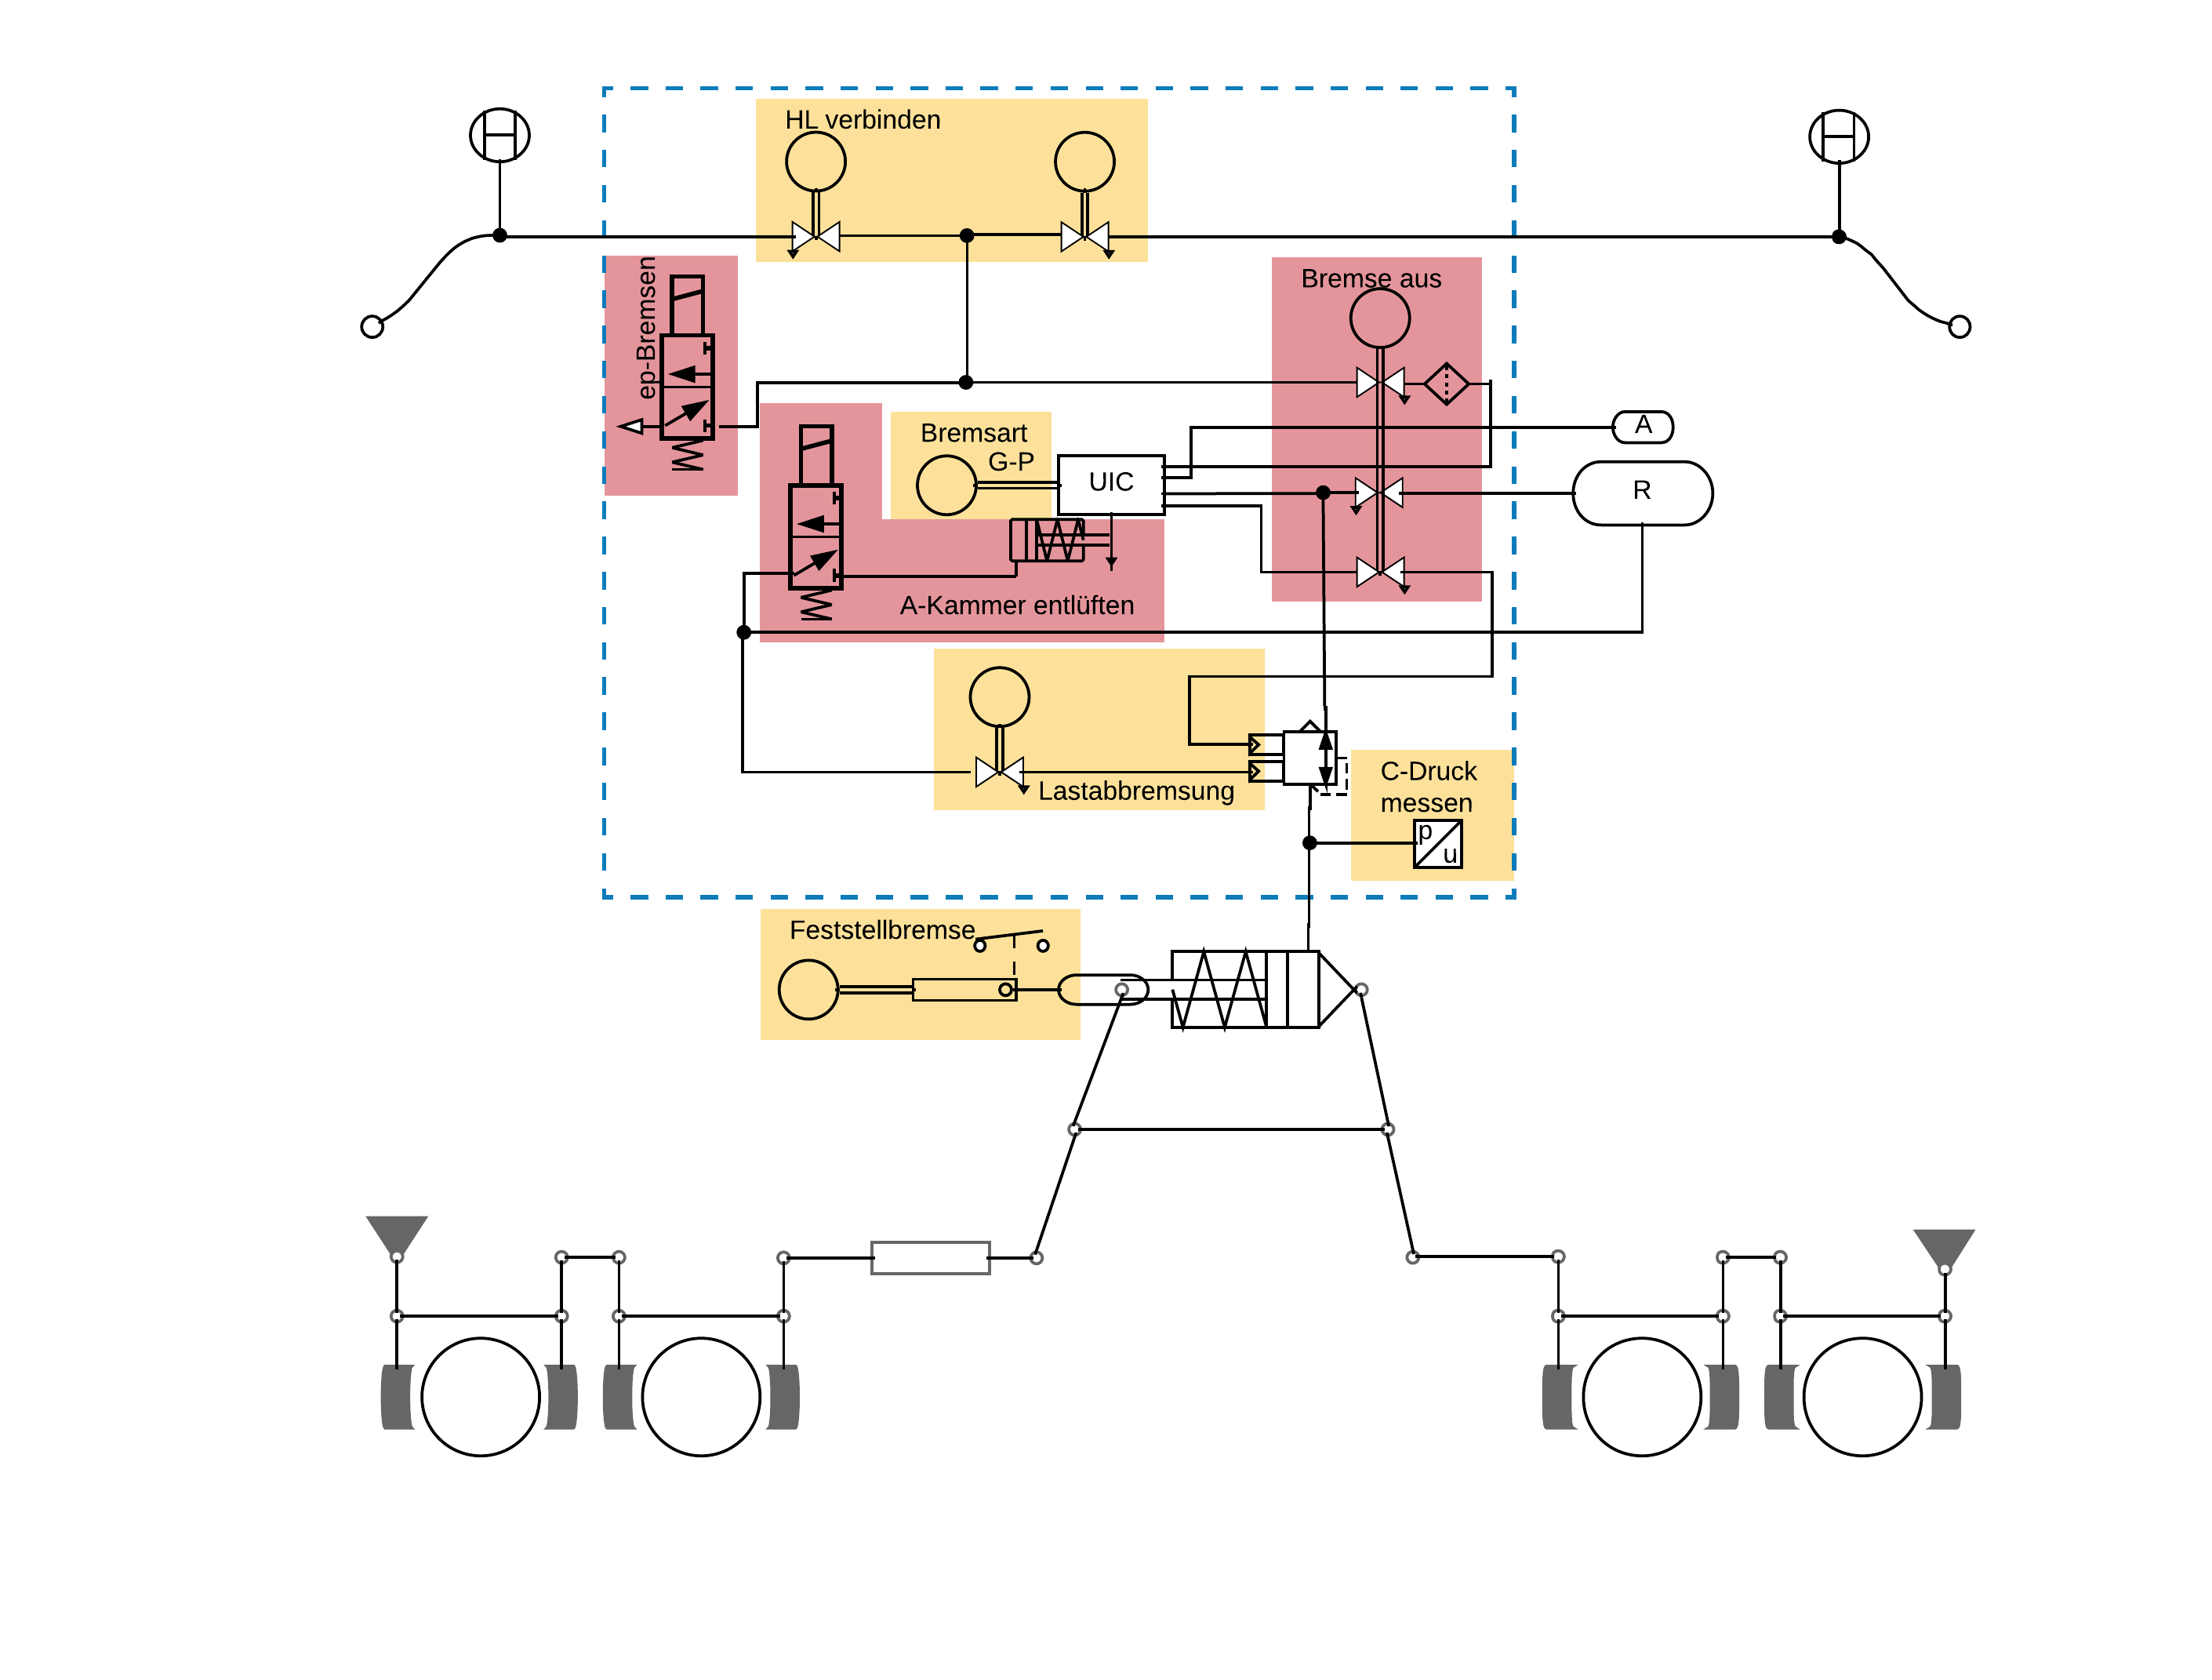 HL verbinden
ep-Bremsen
Bremse aus
Bremsart
G-P
UIC
A
R
A-Kammer entlüften
Lastabbremsung
C-Druck
messen
p
u
Feststellbremse